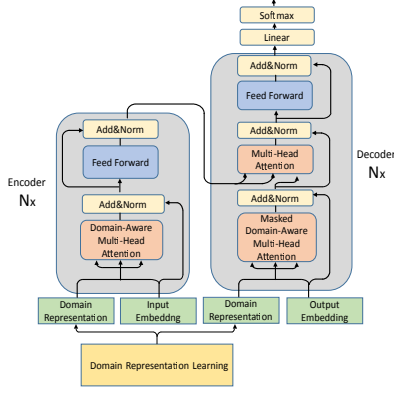 Softmax
Linear
Add&Norm
Feed Forward
Add&Norm
Multi-Head
Attention
Add&Norm
Masked
Domain-Aware
Multi-Head
Attention
Decoder
Nx
Add&Norm
Feed Forward
Add&Norm
Domain-Aware
Multi-Head
Attention
Encoder
Nx
Domain
Representation
Input
Embeddng
Domain
Representation
Output
Embedding
Domain Representation Learning